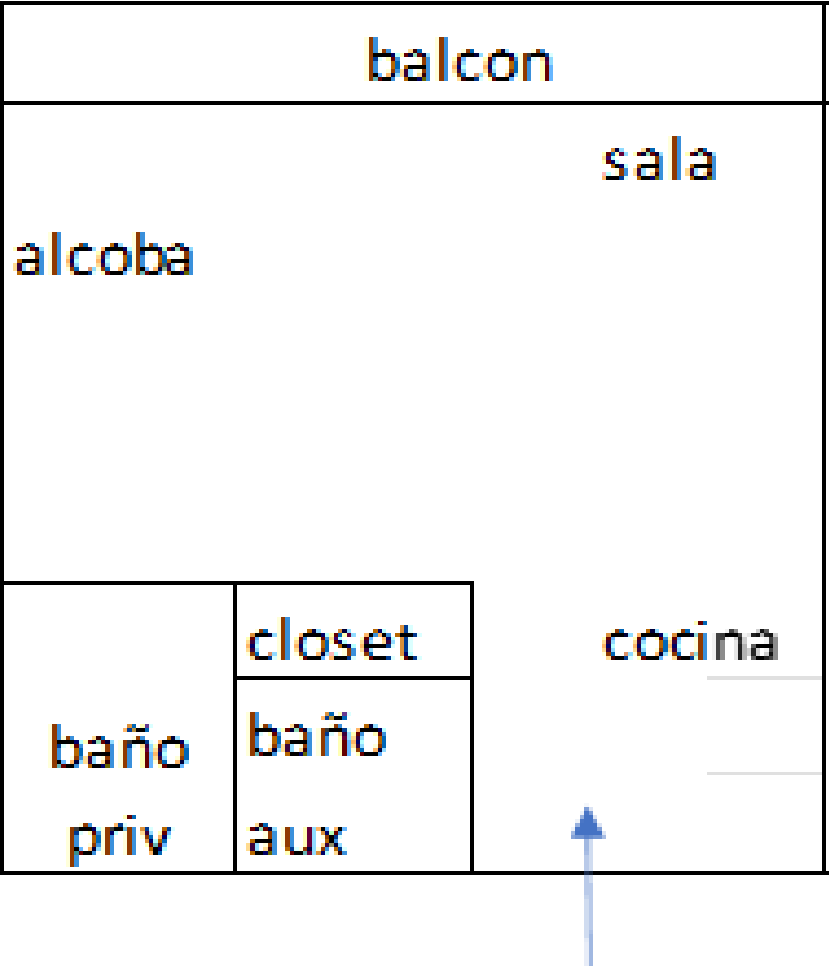 balcon
sala
alcoba
closet
cocina
baño
priv
baño
aux